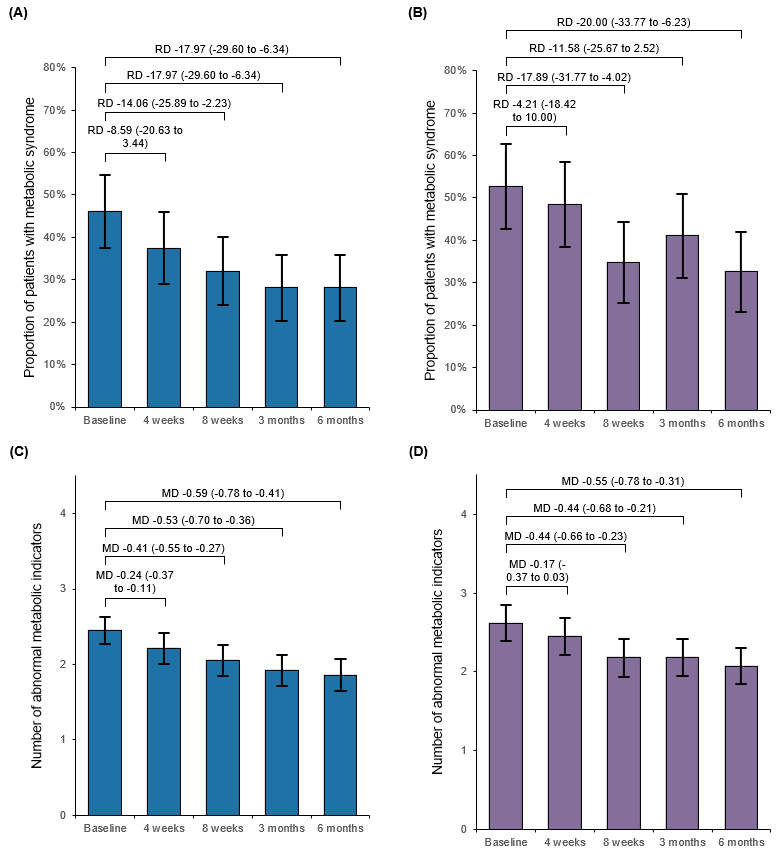 (A)
RD -17.97 (-29.60 to -6.34)
RD -17.97 (-29.60 to -6.34)
RD -14.06 (-25.89 to -2.23)
RD -8.59 (-20.63 to
3.44)
Proportion of patients with metabolic syndrome
80%
70%
60%
50%
40%
30%
20%
10%
0%
Baseline
4 weeks
8 weeks
3 months
6 months
(B)
RD -20.00 (-33.77 to -6.23)
RD -11.58 (-25.67 to 2.52)
RD -17.89 (-31.77 to -4.02)
RD -4.21 (-18.42
to 10.00)
Proportion of patients with metabolic syndrome
80%
70%
60%
50%
40%
30%
20%
10%
0%
Baseline
4 weeks
8 weeks
3 months
6 months
(C)
MD -0.59 (-0.78 to -0.41)
MD -0.53 (-0.70 to -0.36)
MD -0.41 (-0.55 to -0.27)
MD -0.24 (-0.37
to -0.11)
Number of abnormal metabolic indicators
4
3
2
1
0
Baseline
4 weeks
8 weeks
3 months
6 months
(D)
MD -0.55 (-0.78 to -0.31)
MD -0.44 (-0.68 to -0.21)
MD -0.44 (-0.66 to -0.23)
MD -0.17 (-
0.37 to 0.03)
Number of abnormal metabolic indicators
4
3
2
1
0
Baseline
4 weeks
8 weeks
3 months
6 months